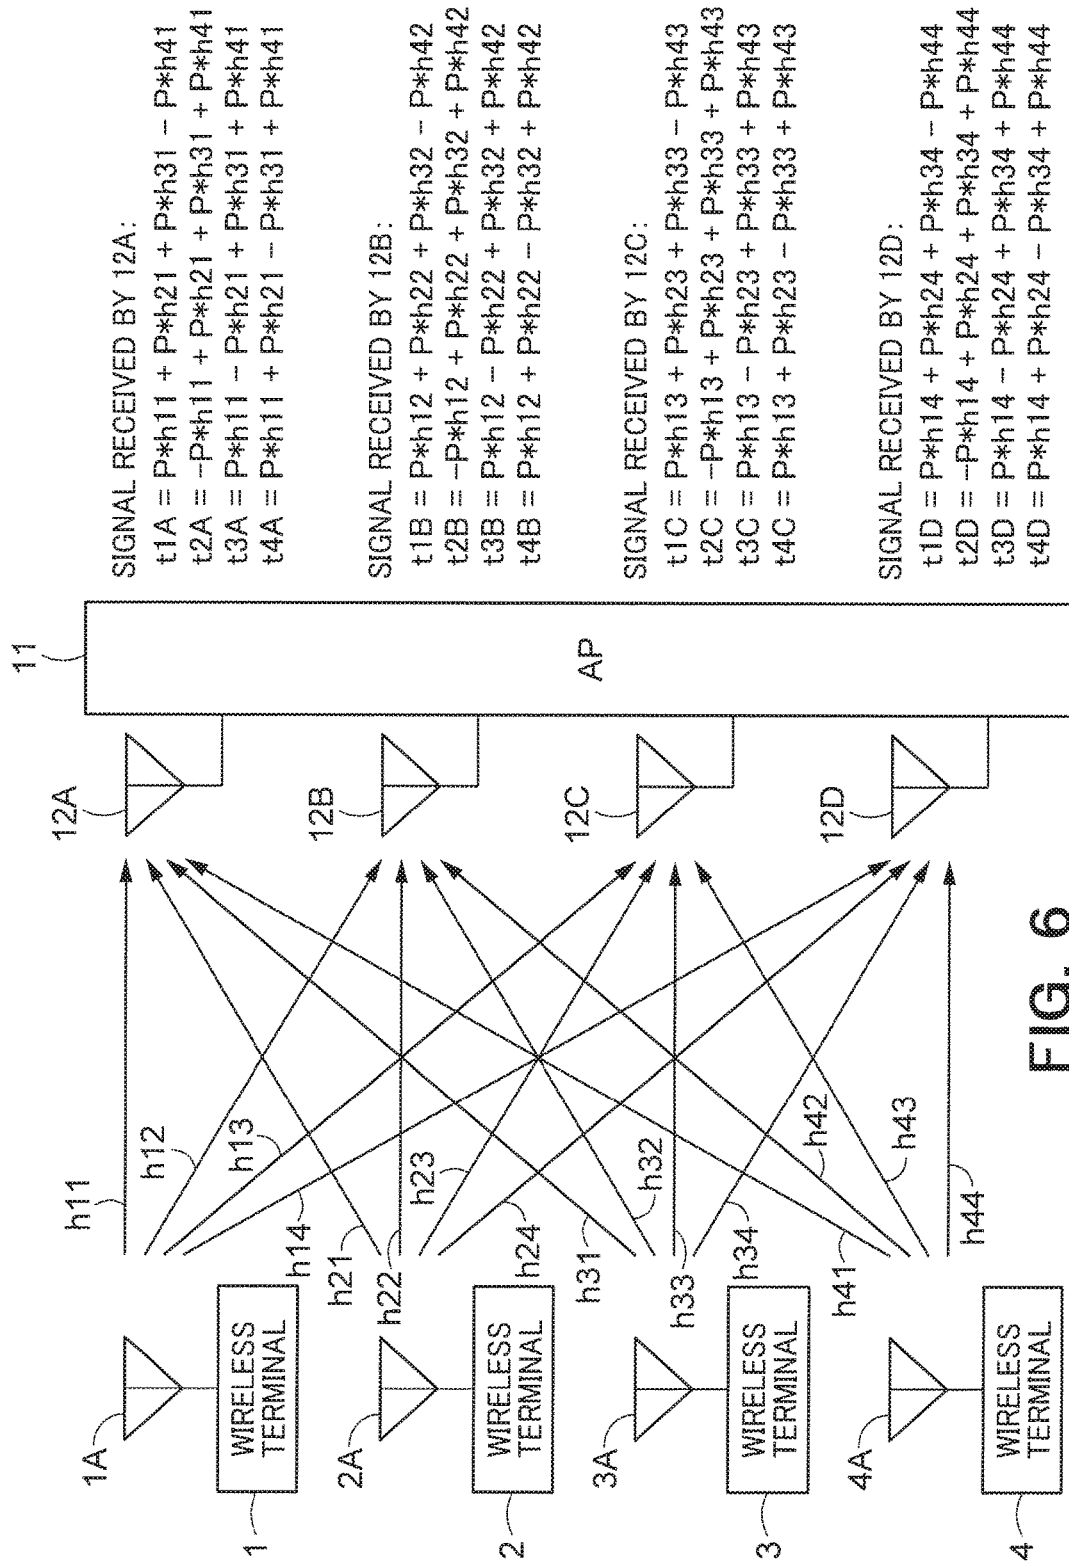 1
WIRELESS
TERMINAL
1A
2
WIRELESS
TERMINAL
2A
3
WIRELESS
TERMINAL
3A
4
WIRELESS
TERMINAL
4A
h11
h12
h13
h14
h21
h22
h23
h24
h31
h32
h33
h34
h41
h42
h43
h44
12A
12B
12C
12D
11
AP
SIGNAL RECEIVED BY 12A:
t1A = P*h11 + P*h21 + P*h31 - P*h41
t2A = -P*h11 + P*h21 + P*h31 + P*h41
t3A = P*h11 - P*h21 + P*h31 + P*h41
t4A = P*h11 + P*h21 - P*h31 + P*h41
SIGNAL RECEIVED BY 12B:
t1B = P*h12 + P*h22 + P*h32 - P*h42
t2B = -P*h12 + P*h22 + P*h32 + P*h42
t3B = P*h12 - P*h22 + P*h32 + P*h42
t4B = P*h12 + P*h22 - P*h32 + P*h42
SIGNAL RECEIVED BY 12C:
t1C = P*h13 + P*h23 + P*h33 - P*h43
t2C = -P*h13 + P*h23 + P*h33 + P*h43
t3C = P*h13 - P*h23 + P*h33 + P*h43
t4C = P*h13 + P*h23 - P*h33 + P*h43
SIGNAL RECEIVED BY 12D:
t1D = P*h14 + P*h24 + P*h34 - P*h44
t2D = -P*h14 + P*h24 + P*h34 + P*h44
t3D = P*h14 - P*h24 + P*h34 + P*h44
t4D = P*h14 + P*h24 - P*h34 + P*h44
FIG. 6